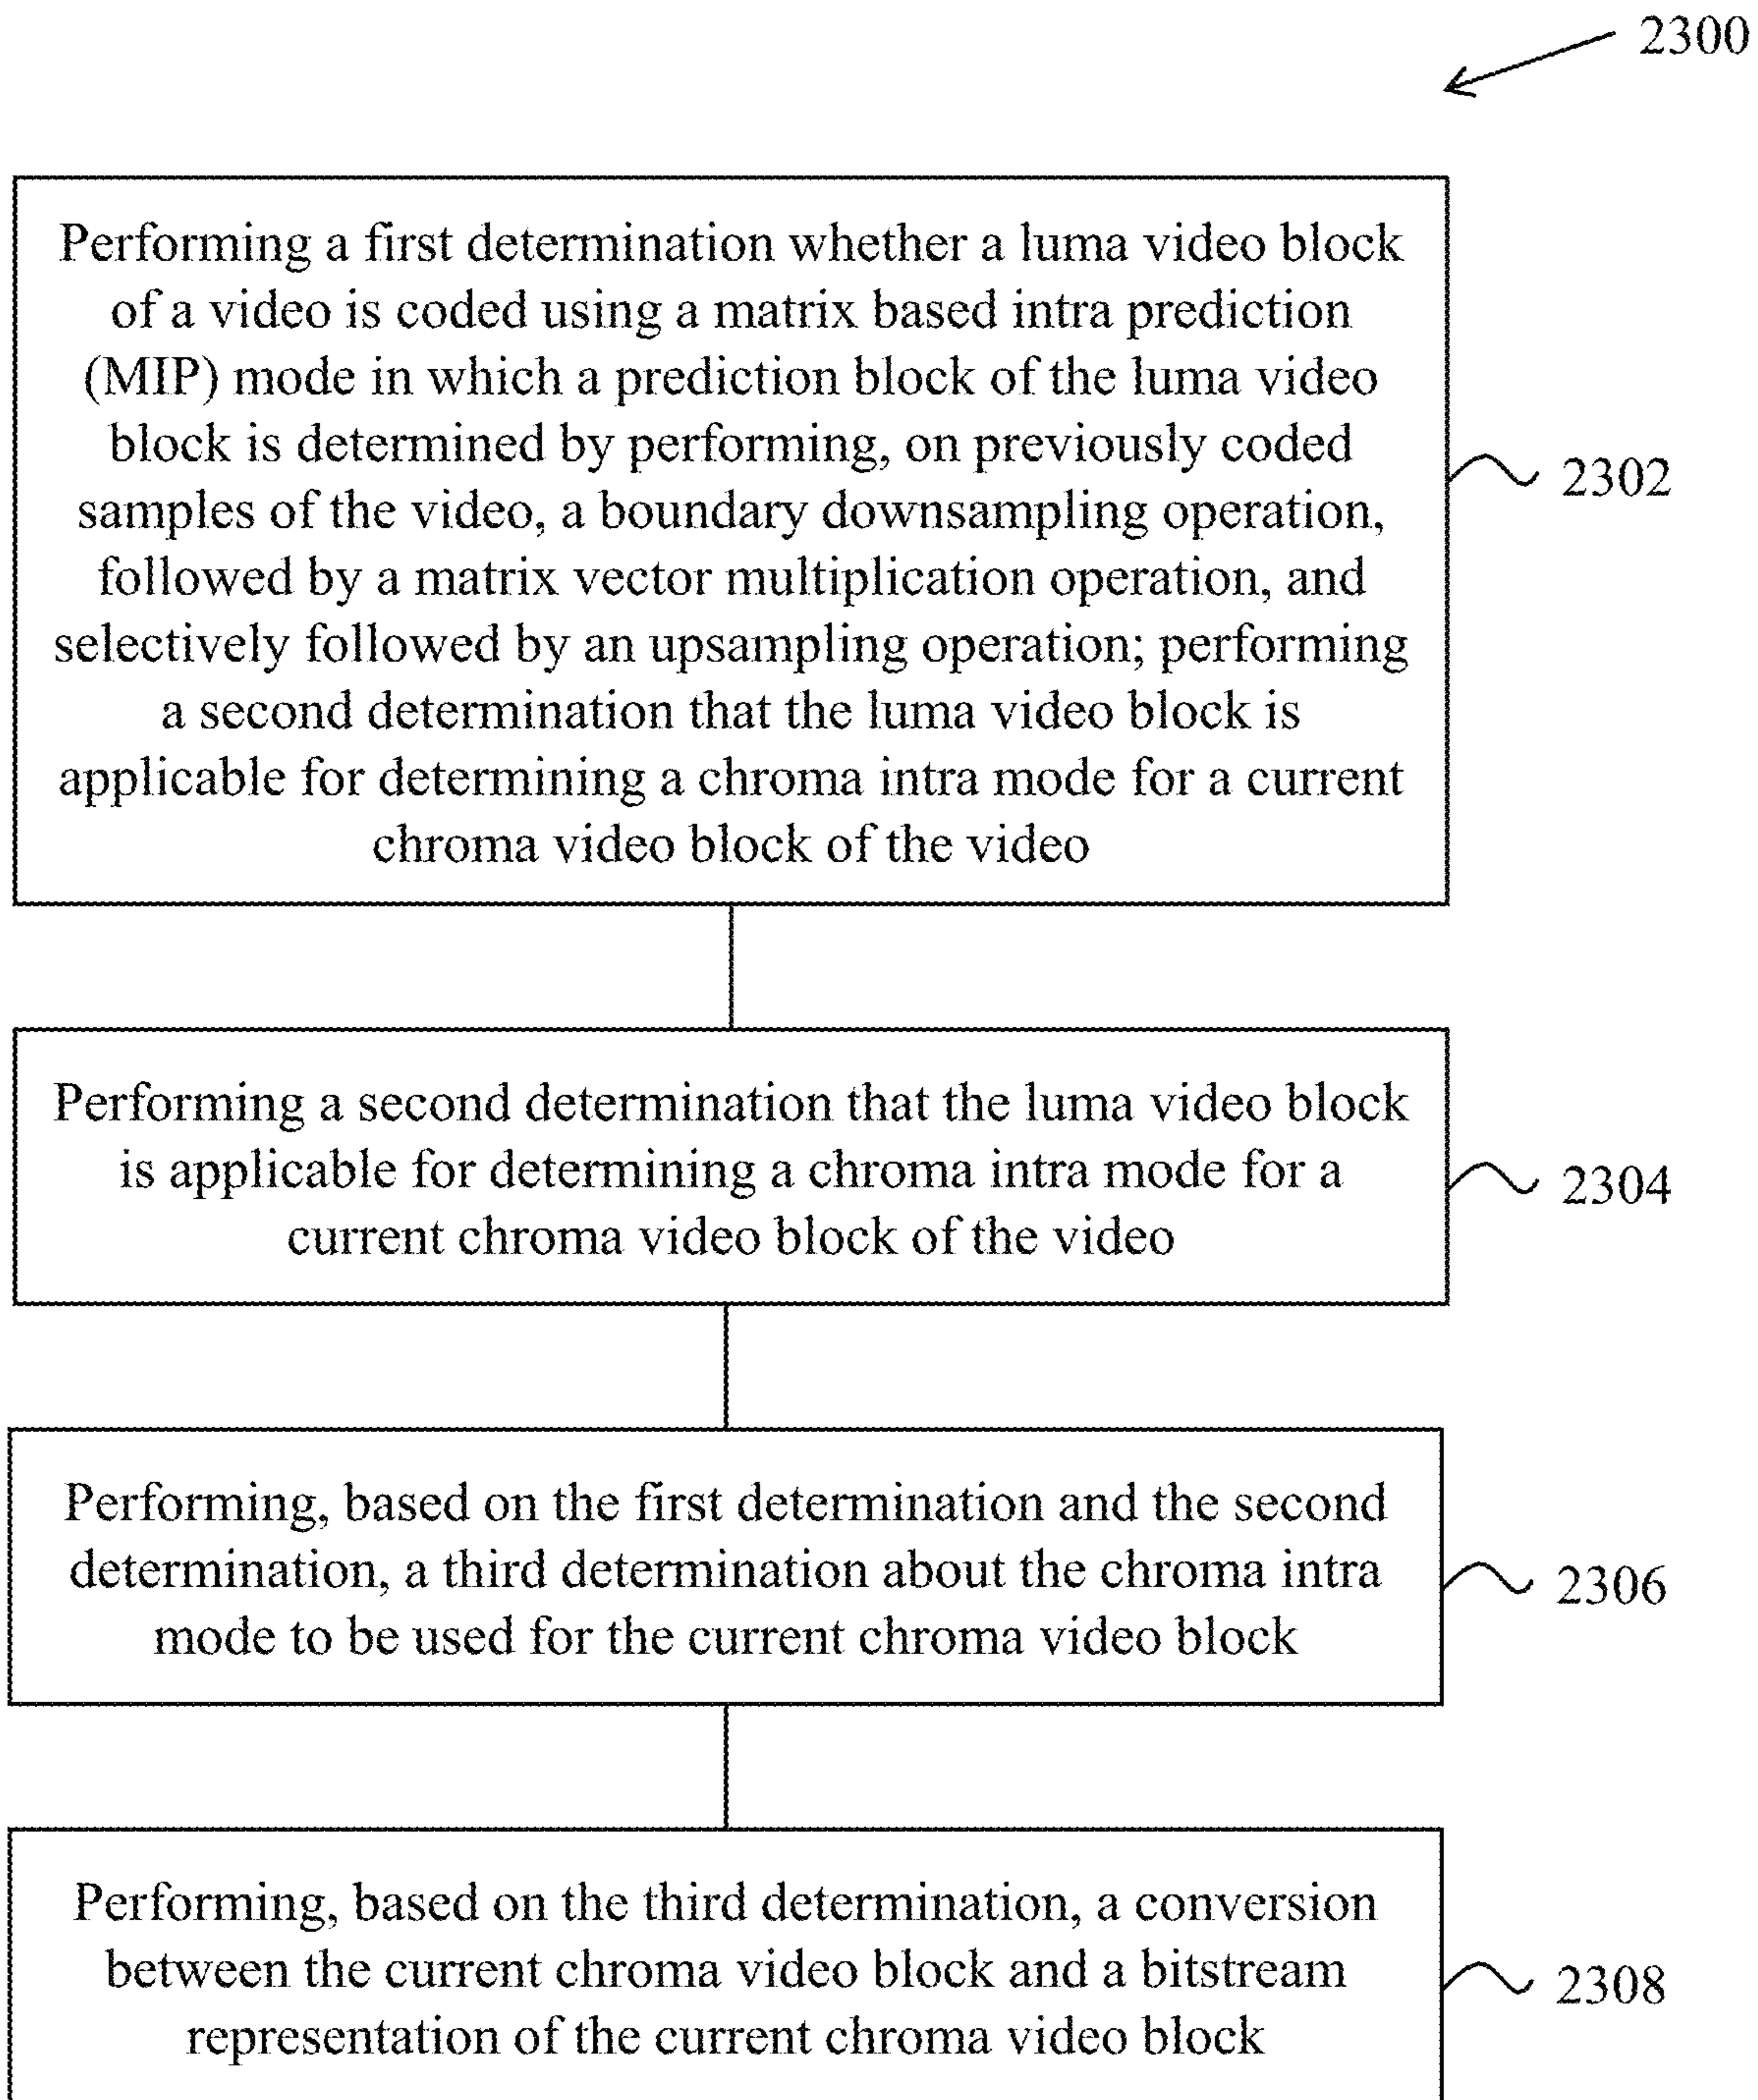 2300
Performing a first determination whether a luma video block
of a video is coded using a matrix based intra prediction
(MIP) mode in which a prediction block of the luma video
block is determined by performing, on previously coded
samples of the video, a boundary downsampling operation,
followed by a matrix vector multiplication operation, and
selectively followed by an upsampling operation; performing
a second determination that the luma video block is
applicable for determining a chroma intra mode for a current
chroma video block of the video
2302
Performing a second determination that the luma video block
is applicable for determining a chroma intra mode for a
current chroma video block of the video
2304
Performing, based on the first determination and the second
determination, a third determination about the chroma intra
mode to be used for the current chroma video block
2306
Performing, based on the third determination, a conversion
between the current chroma video block and a bitstream
representation of the current chroma video block
2308